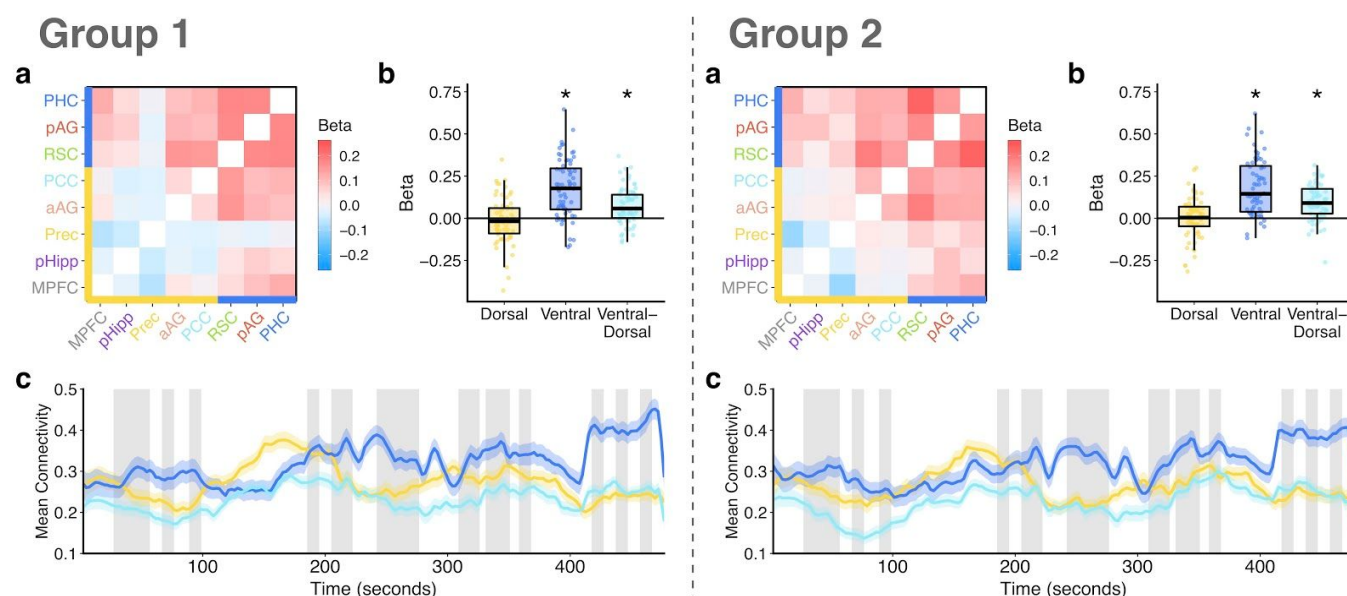 Group 1
a
PHC
pAG
RSC
PCC
aAG
Prec
pHipp
MPFC
MPFC
pHipp
Prec
aAG
PCC
RSC
pAG
PHC
Beta
0.2
0.1
0.0
−0.1
−0.2
b
Beta
0.75
0.50
0.25
0.00
−0.25
*
*
Dorsal
Ventral
Ventral−
Dorsal
c
Mean Connectivity
0.5
0.4
0.3
0.2
0.1
100
200
300
400
Time (seconds)
Group 2
a
PHC
pAG
RSC
PCC
aAG
Prec
pHipp
MPFC
MPFC
pHipp
Prec
aAG
PCC
RSC
pAG
PHC
Beta
0.2
0.1
0.0
−0.1
−0.2
b
Beta
0.75
0.50
0.25
0.00
−0.25
*
*
Dorsal
Ventral
Ventral−
Dorsal
c
Mean Connectivity
0.5
0.4
0.3
0.2
0.1
100
200
300
400
Time (seconds)